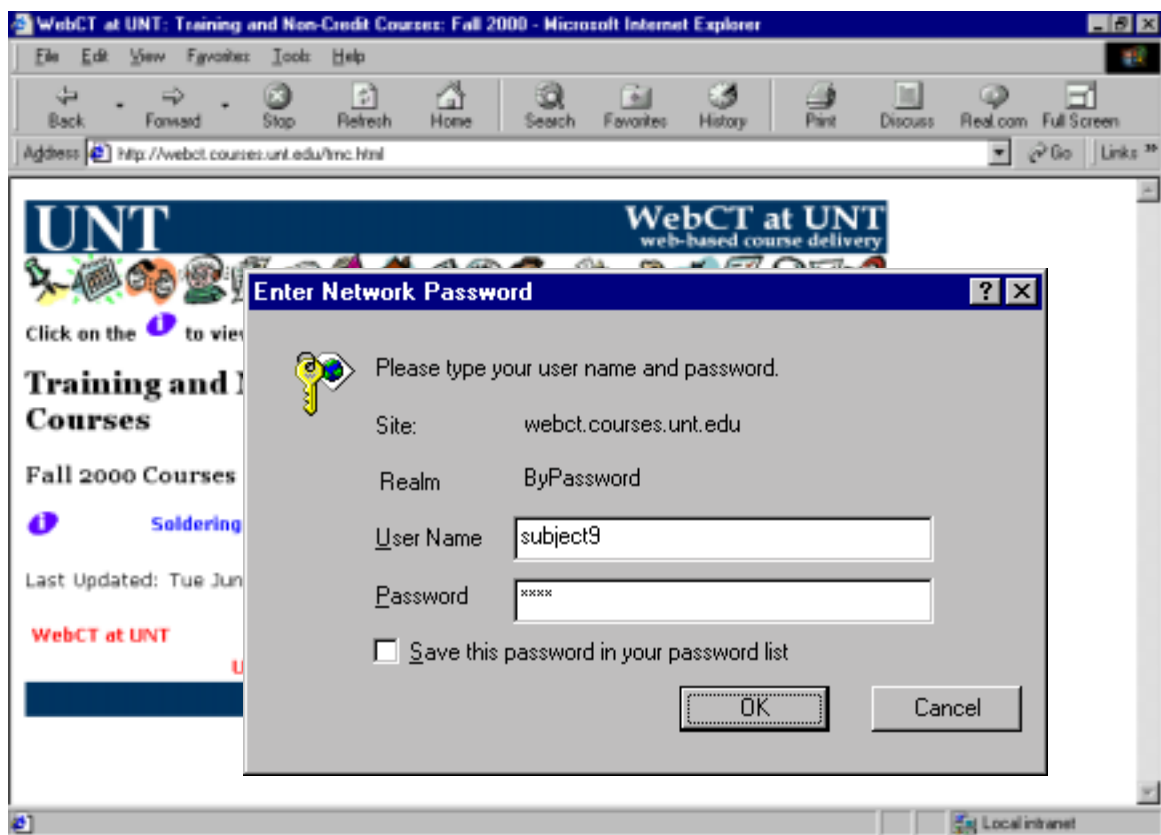 WebCT at UNT: Training and Non-Credit Courses: Fall 2000 - Microsoft Internet Explorer
File Edit View Favorites Tools Help
Back Forward Stop Refresh Home Search Favorites History Print Discuss Real.com Full Screen
Address http://webct.courses.unt.edu/tmc.html Go Links »
UNT WebCT at UNT
web-based course delivery
Click on the i to view
Training and
Courses
Fall 2000 Courses
i Soldering
Last Updated: Tue Jun
WebCT at UNT
U
Enter Network Password
Please type your user name and password.
Site: webct.courses.unt.edu
Realm ByPassword
User Name subject9
Password ****
Save this password in your password list
OK Cancel
Local intranet